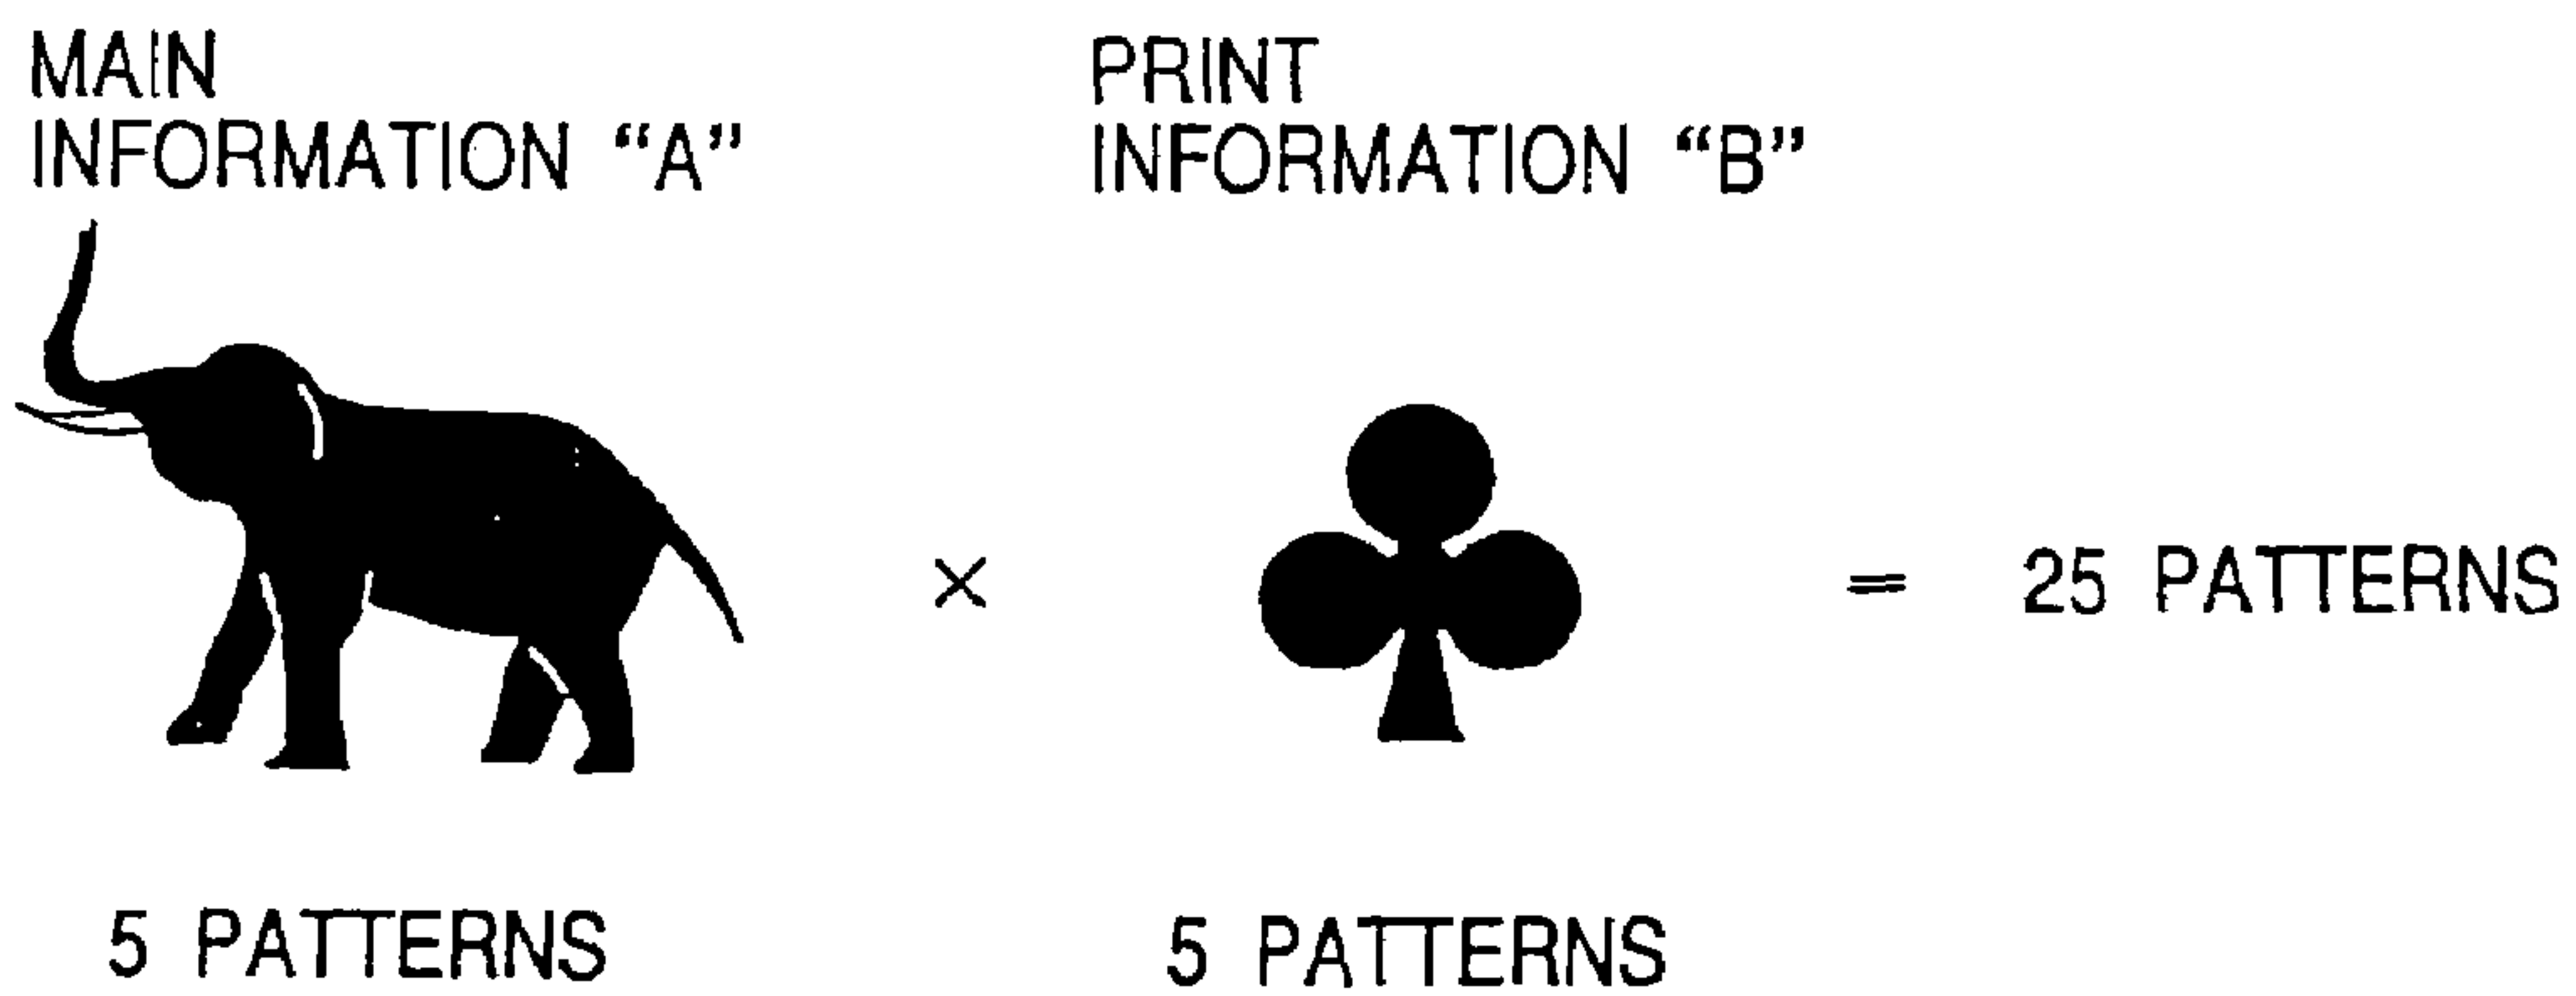 MAIN
INFORMATION “A”
PRINT
INFORMATION “B”
× = 25 PATTERNS
5 PATTERNS
5 PATTERNS